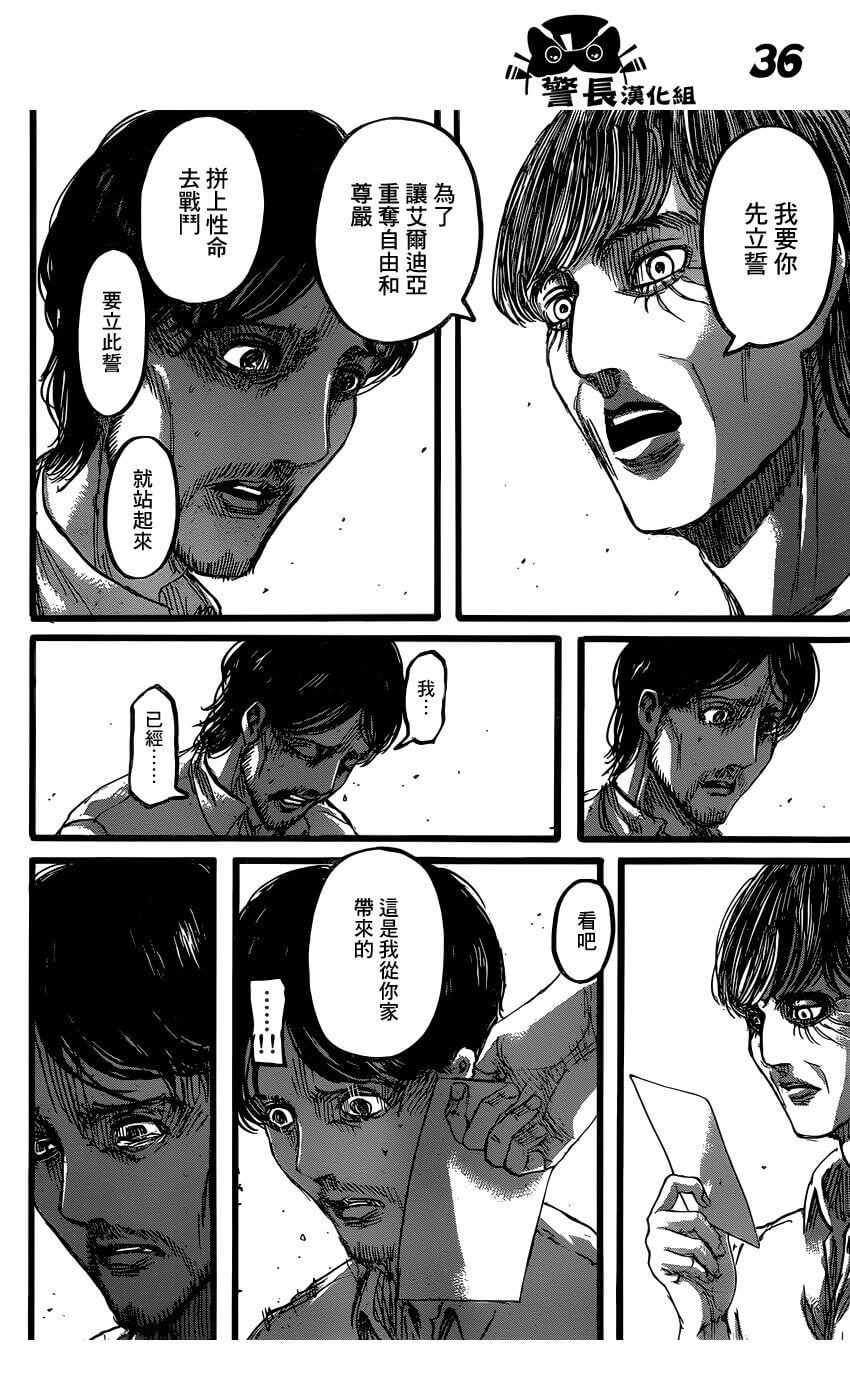 警長漢化組
36
我要你
先立誓
為了
讓艾爾迪亞
重奪自由和
尊嚴
拼上性命
去戰鬥
要立此誓
就站起來
我…
已經……
看吧
這是我從你家
帶來的
………!!